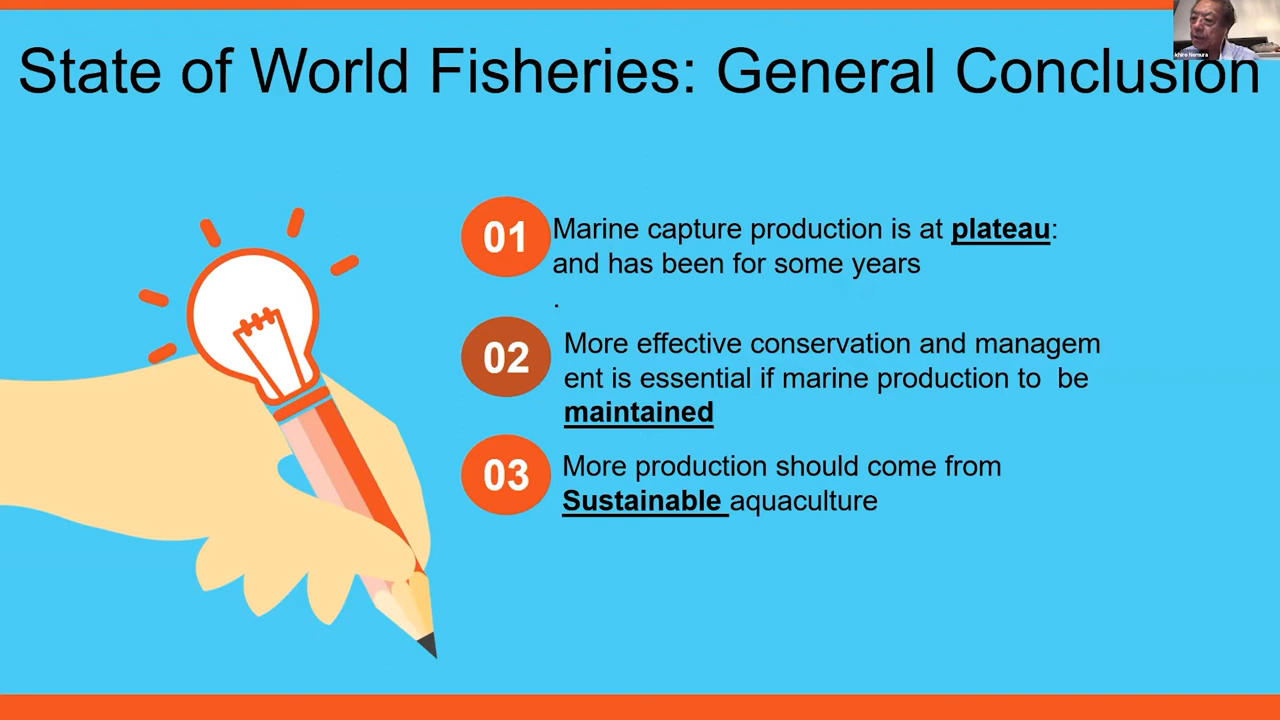 State of World Fisheries: General Conclusion
01
Marine capture production is at plateau:
and has been for some years
.
02
More effective conservation and managem
ent is essential if marine production to  be
maintained
03
More production should come from
Sustainable aquaculture
Ichiro Nomura